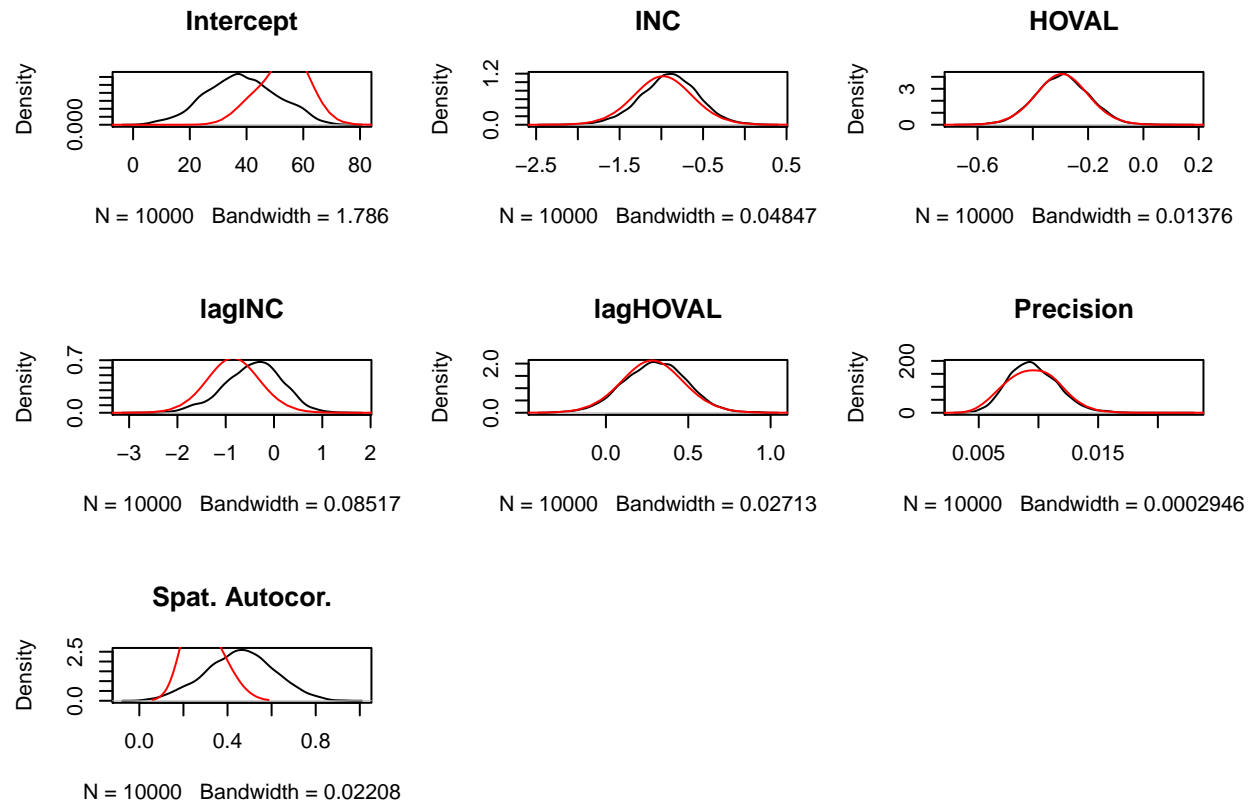 Intercept
INC
HOVAL
Density
0.000
0 20 40 60 80
N = 10000 Bandwidth = 1.786
Density
0.0 1.2
−2.5 −1.5 −0.5 0.5
N = 10000 Bandwidth = 0.04847
Density
0 3
−0.6 −0.2 0.0 0.2
N = 10000 Bandwidth = 0.01376
lagINC
lagHOVAL
Precision
Density
0.0 0.7
−3 −2 −1 0 1 2
N = 10000 Bandwidth = 0.08517
Density
0.0 2.0
0.0 0.5 1.0
N = 10000 Bandwidth = 0.02713
Density
0 200
0.005 0.015
N = 10000 Bandwidth = 0.0002946
Spat. Autocor.
Density
0.0 2.5
0.0 0.4 0.8
N = 10000 Bandwidth = 0.02208